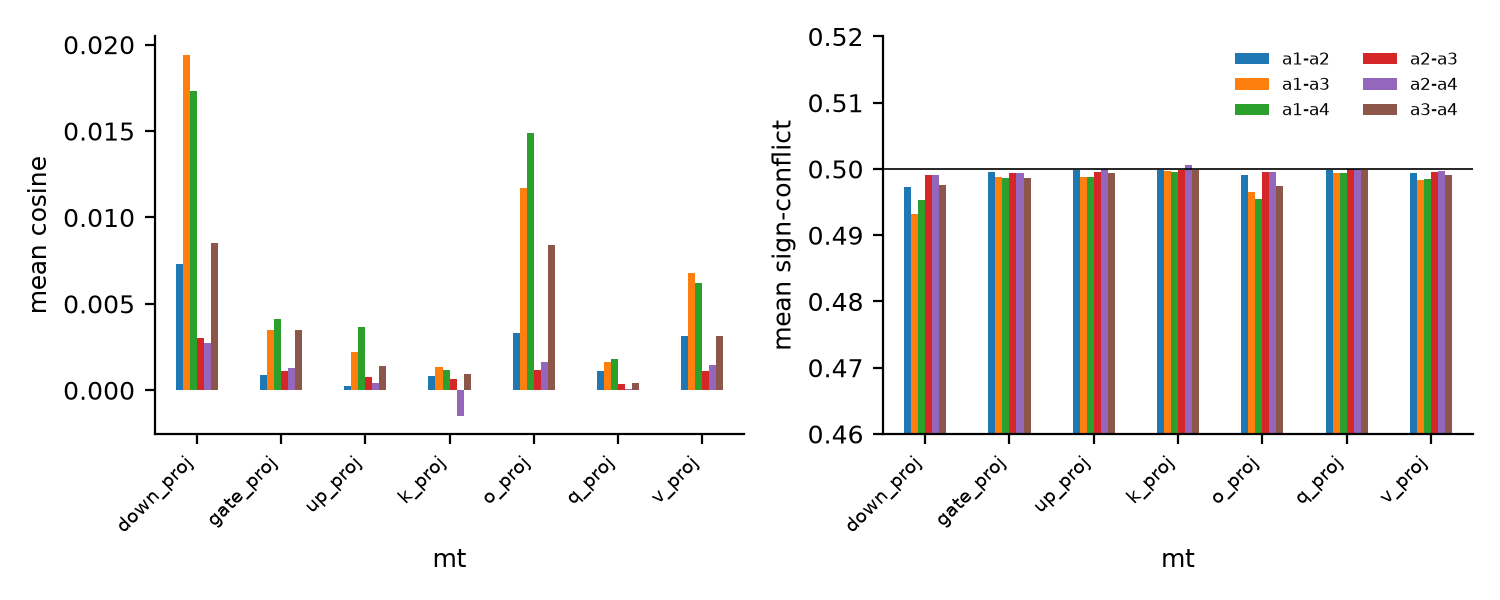 mean cosine
0.020
0.015
0.010
0.005
0.000
down_proj
gate_proj
up_proj
k_proj
o_proj
q_proj
v_proj
mt
mean sign-conflict
0.52
0.51
0.50
0.49
0.48
0.47
0.46
a1-a2
a1-a3
a1-a4
a2-a3
a2-a4
a3-a4
down_proj
gate_proj
up_proj
k_proj
o_proj
q_proj
v_proj
mt